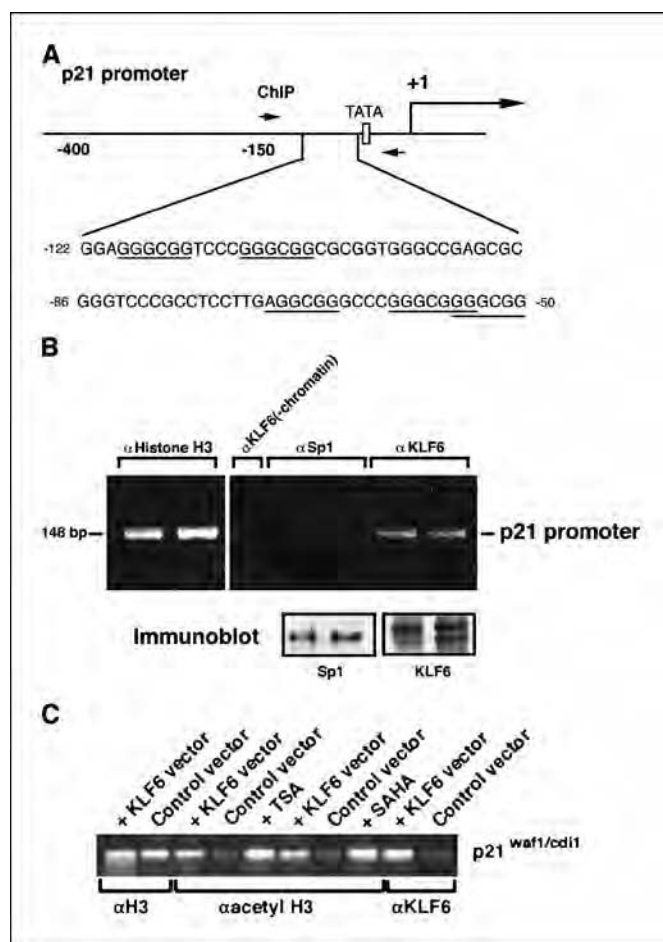 A
p21 promoter
ChIP
+1
TATA
-400 -150
-122 GGAGGGCGGTCCCGGGCGGCGCGGTGGGCCGAGCGC
-86 GGGTCCCGCCTCCTTGAGGCGGGCCCGGGCGGGGCGG -50
B
αKLF6(-chromatin)
αHistone H3 αSp1 αKLF6
148 bp p21 promoter
Immunoblot
Sp1 KLF6
C
+ KLF6 vector
Control vector
+ KLF6 vector
Control vector
+ TSA
+ KLF6 vector
Control vector
+ SAHA
+ KLF6 vector
Control vector
p21 waf1/cdi1
αH3 αacetyl H3 αKLF6